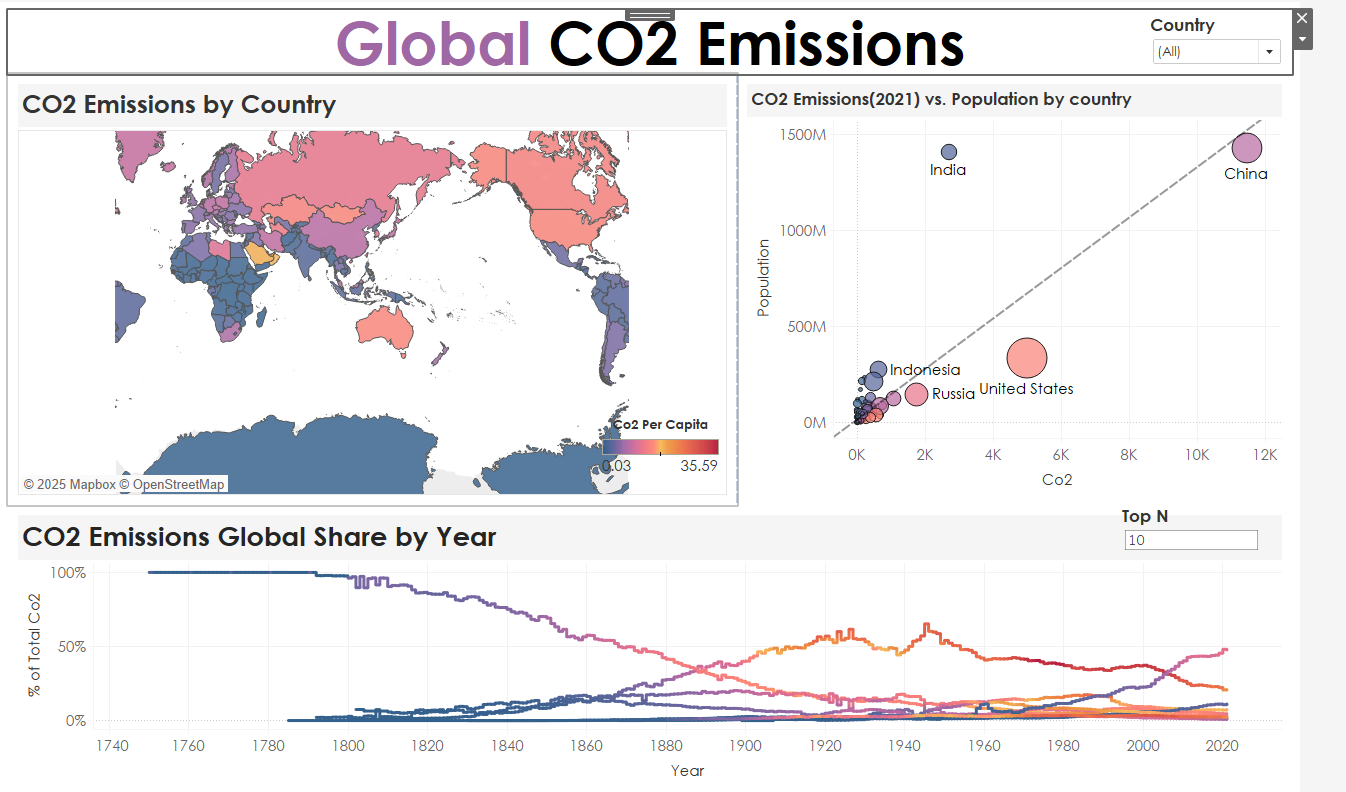 Global CO2 Emissions
Country
(All)
CO2 Emissions by Country
Co2 Per Capita
0.03
35.59
© 2025 Mapbox © OpenStreetMap
CO2 Emissions(2021) vs. Population by country
1500M
1000M
500M
0M
Population
India
China
Indonesia
Russia
United States
0K
2K
4K
6K
8K
10K
12K
Co2
CO2 Emissions Global Share by Year
Top N
10
100%
50%
0%
% of Total Co2
1740
1760
1780
1800
1820
1840
1860
1880
1900
1920
1940
1960
1980
2000
2020
Year